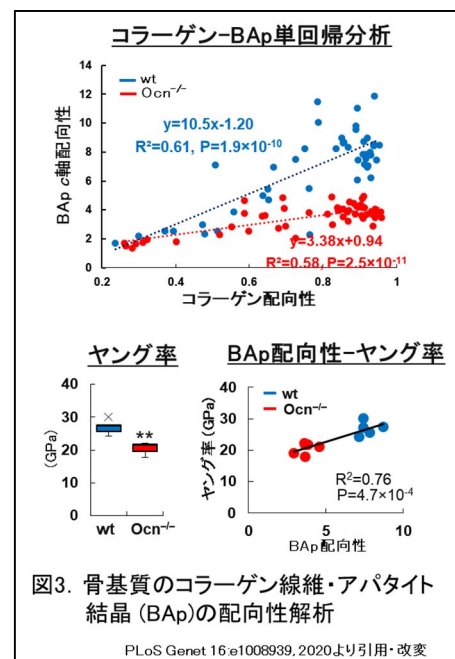 コラーゲン−BAp単回帰分析
14
12
10
8
6
4
2
0
BAp c軸配向性
wt
Ocn⁻/⁻
y=10.5x-1.20
R²=0.61, P=1.9×10⁻¹⁰
y=3.38x+0.94
R²=0.58, P=2.5×10⁻¹¹
0.2 0.4 0.6 0.8 1
コラーゲン配向性
ヤング率
40
30
20
10
0
(GPa)
**
wt Ocn⁻/⁻
BAp配向性−ヤング率
wt
Ocn⁻/⁻
40
30
20
10
0
ヤング率 (GPa)
R²=0.76
P=4.7×10⁻⁴
0 5 10
BAp配向性
図3. 骨基質のコラーゲン線維・アパタイト
結晶 (BAp)の配向性解析
PLoS Genet 16:e1008939, 2020より引用・改変